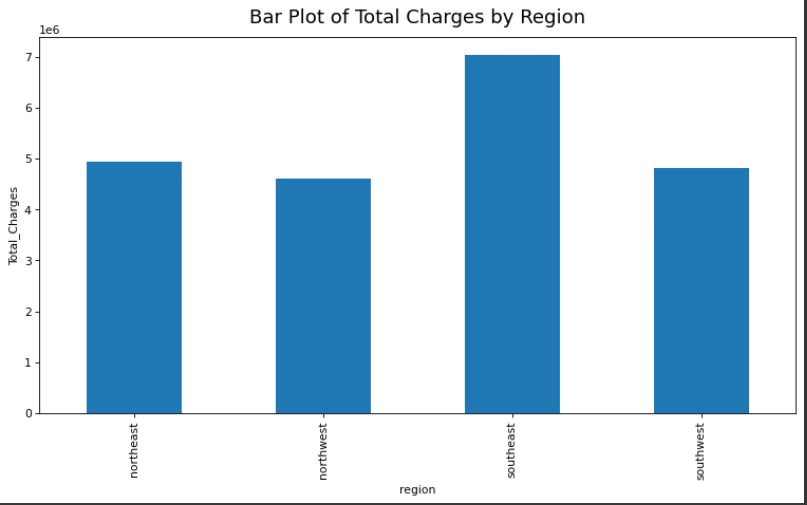 Bar Plot of Total Charges by Region
1e6
7
6
5
4
3
2
1
0
Total_Charges
northeast
northwest
southeast
southwest
region